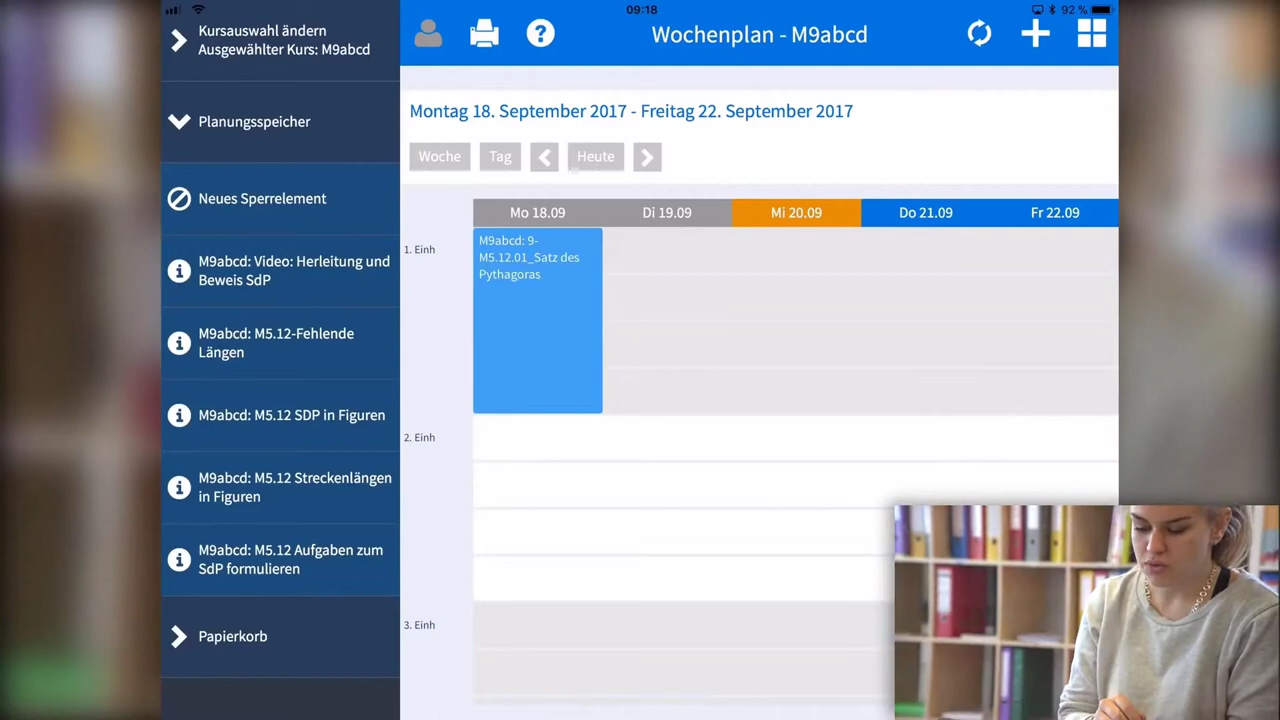 09:18
92 %
Kursauswahl ändern
Ausgewählter Kurs: M9abcd
Planungsspeicher
Neues Sperrelement
M9abcd: Video: Herleitung und
Beweis SdP
M9abcd: M5.12-Fehlende
Längen
M9abcd: M5.12 SDP in Figuren
M9abcd: M5.12 Streckenlängen
in Figuren
M9abcd: M5.12 Aufgaben zum
SdP formulieren
Papierkorb
?
Wochenplan - M9abcd
Montag 18. September 2017 - Freitag 22. September 2017
Woche
Tag
Heute
Mo 18.09
Di 19.09
Mi 20.09
Do 21.09
Fr 22.09
1. Einh
M9abcd: 9-
M5.12.01_Satz des
Pythagoras
2. Einh
3. Einh